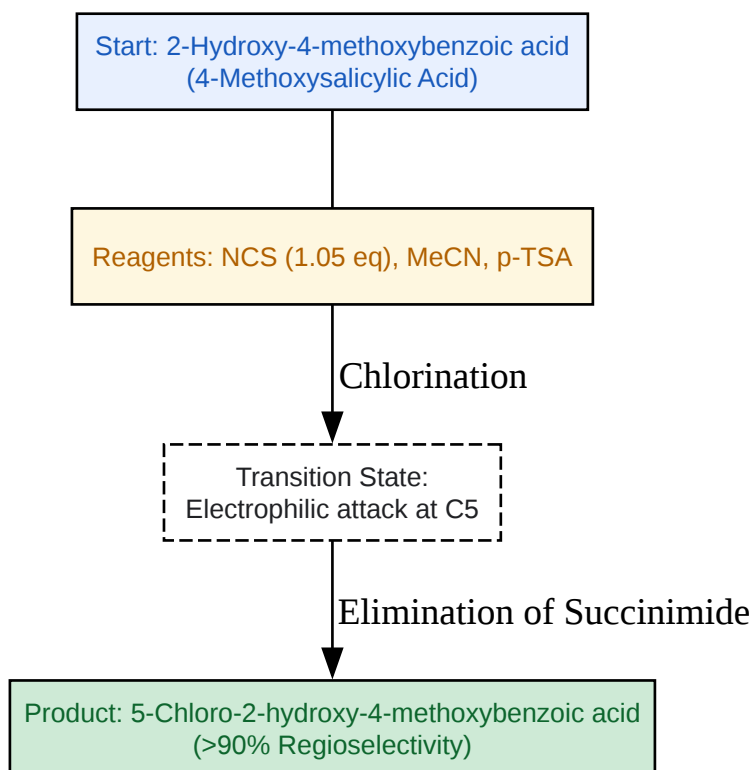 Start: 2-Hydroxy-4-methoxybenzoic acid
(4-Methoxysalicylic Acid)
Reagents: NCS (1.05 eq), MeCN, p-TSA
Chlorination
Transition State:
Electrophilic attack at C5
Elimination of Succinimide
Product: 5-Chloro-2-hydroxy-4-methoxybenzoic acid
(>90% Regioselectivity)